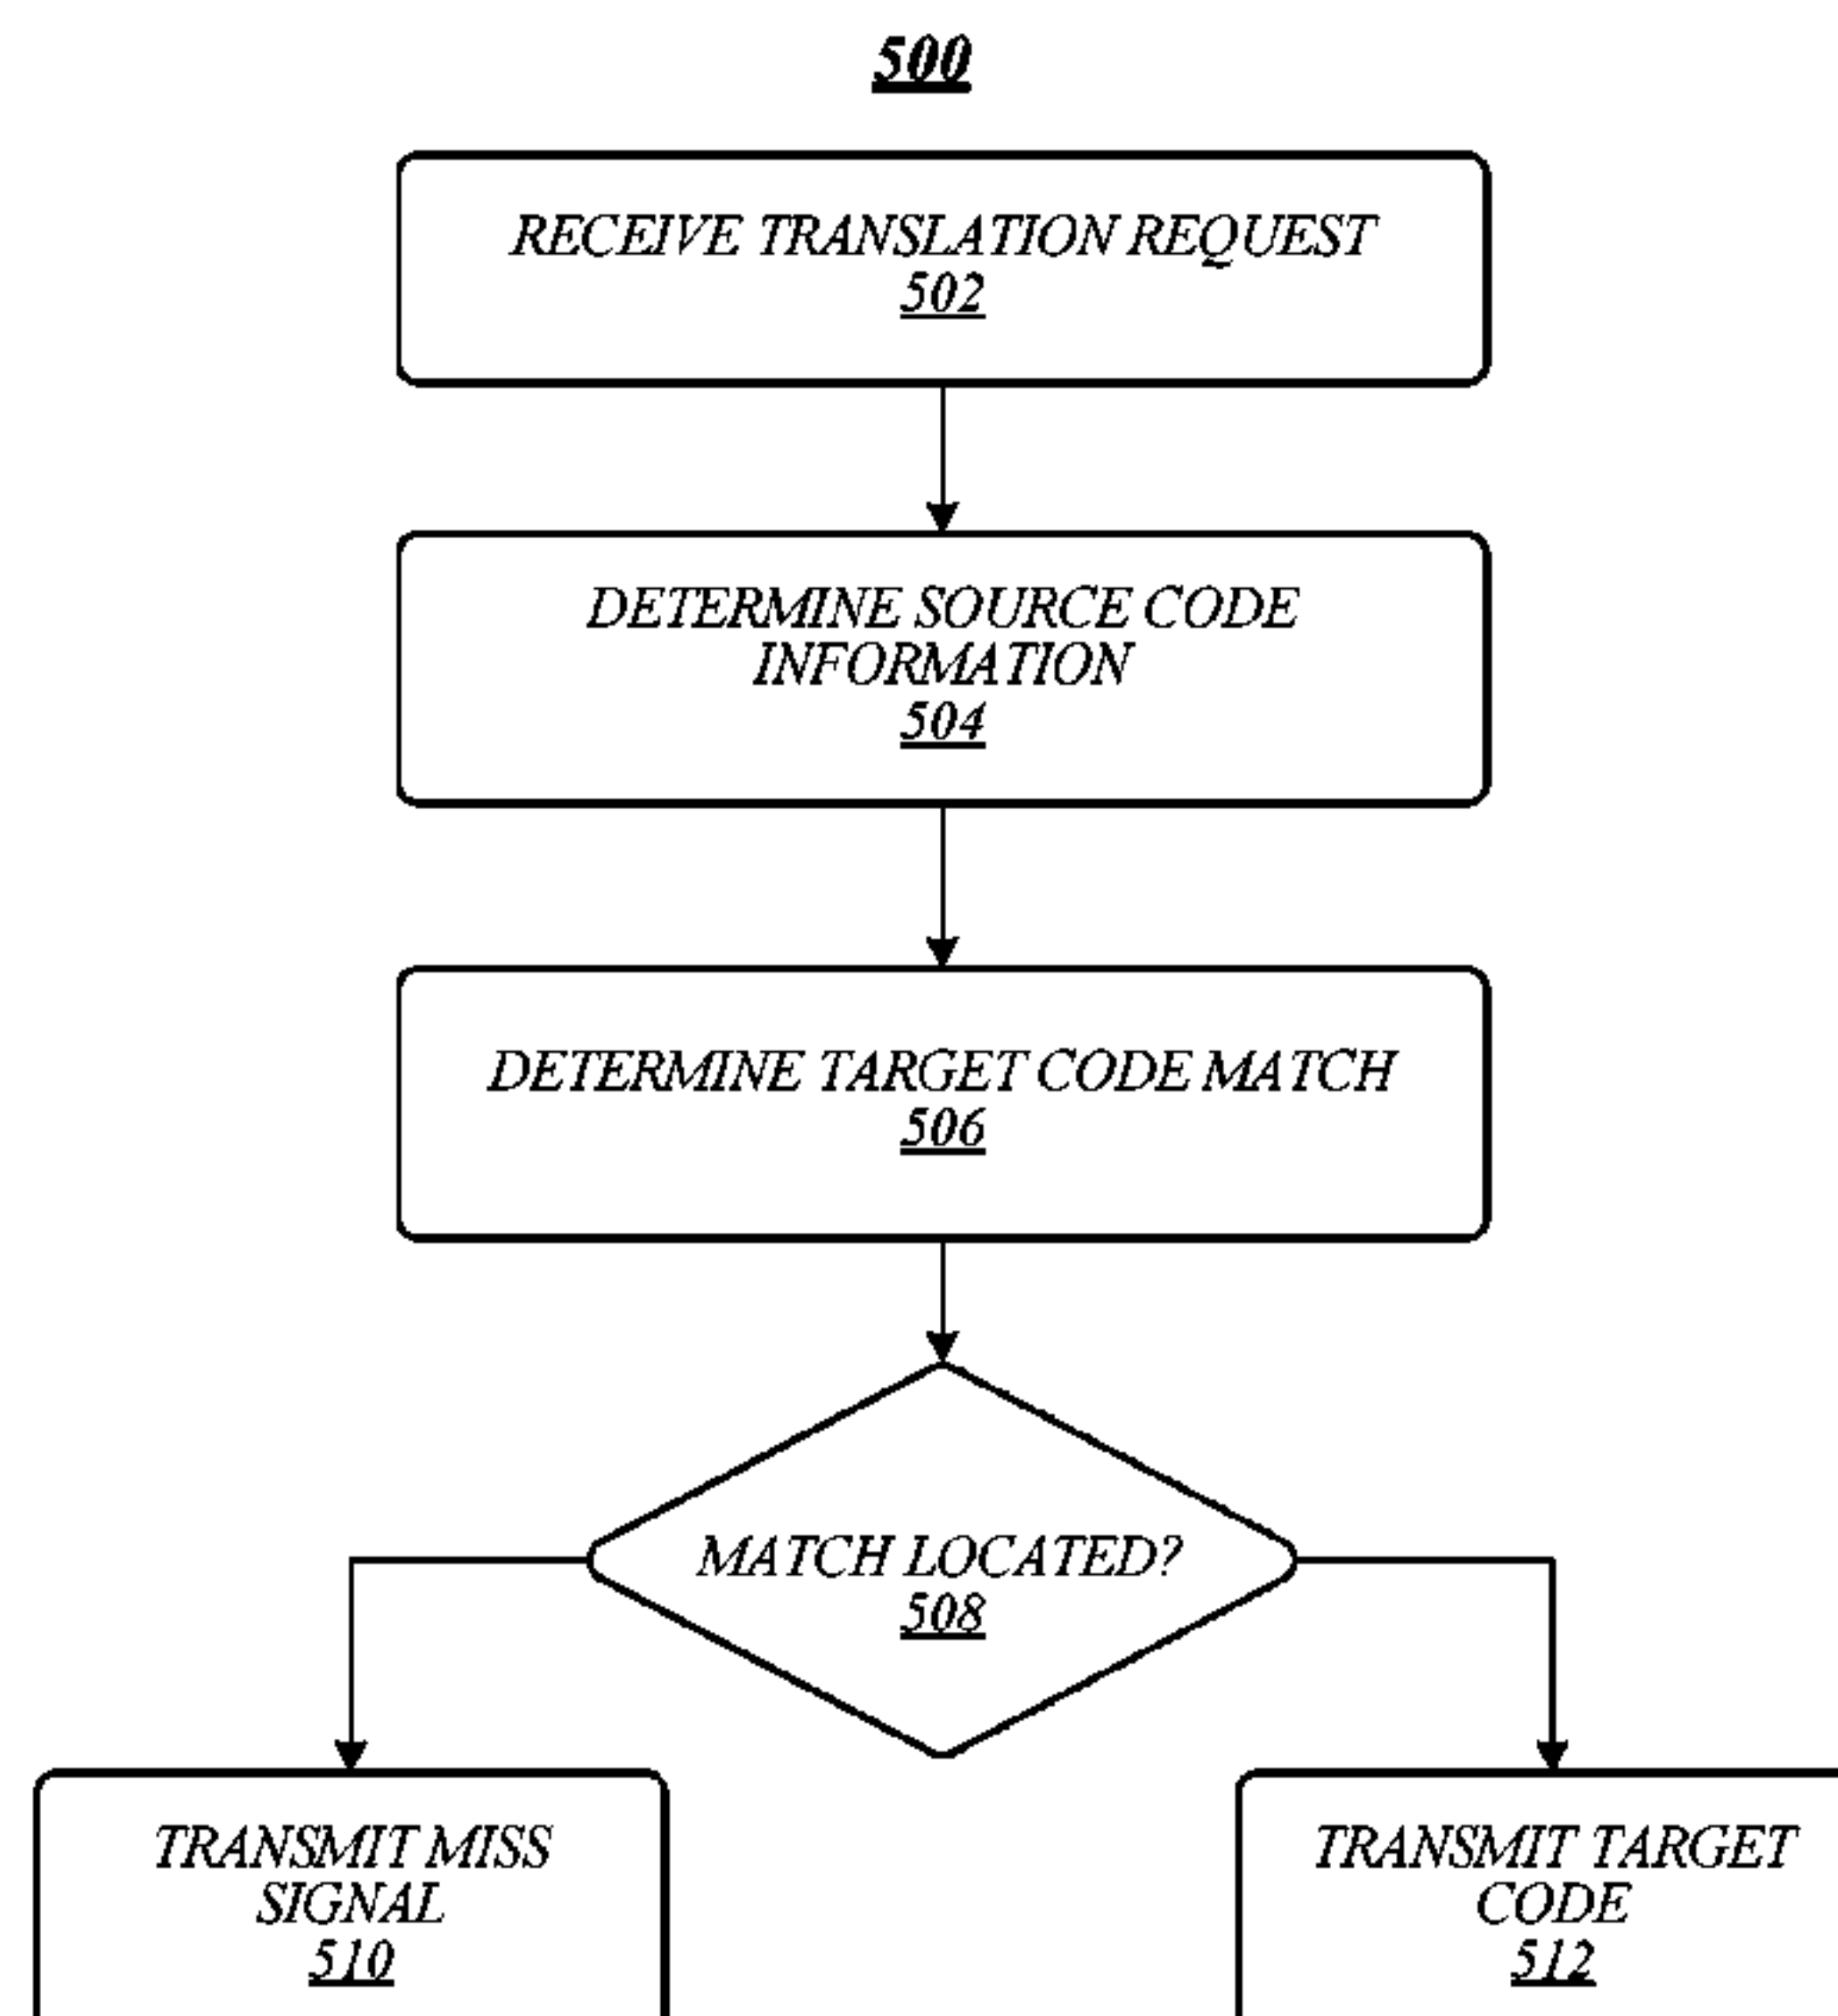 500
RECEIVE TRANSLATION REQUEST
502
DETERMINE SOURCE CODE
INFORMATION
504
DETERMINE TARGET CODE MATCH
506
MATCH LOCATED?
508
TRANSMIT MISS
SIGNAL
510
TRANSMIT TARGET
CODE
512